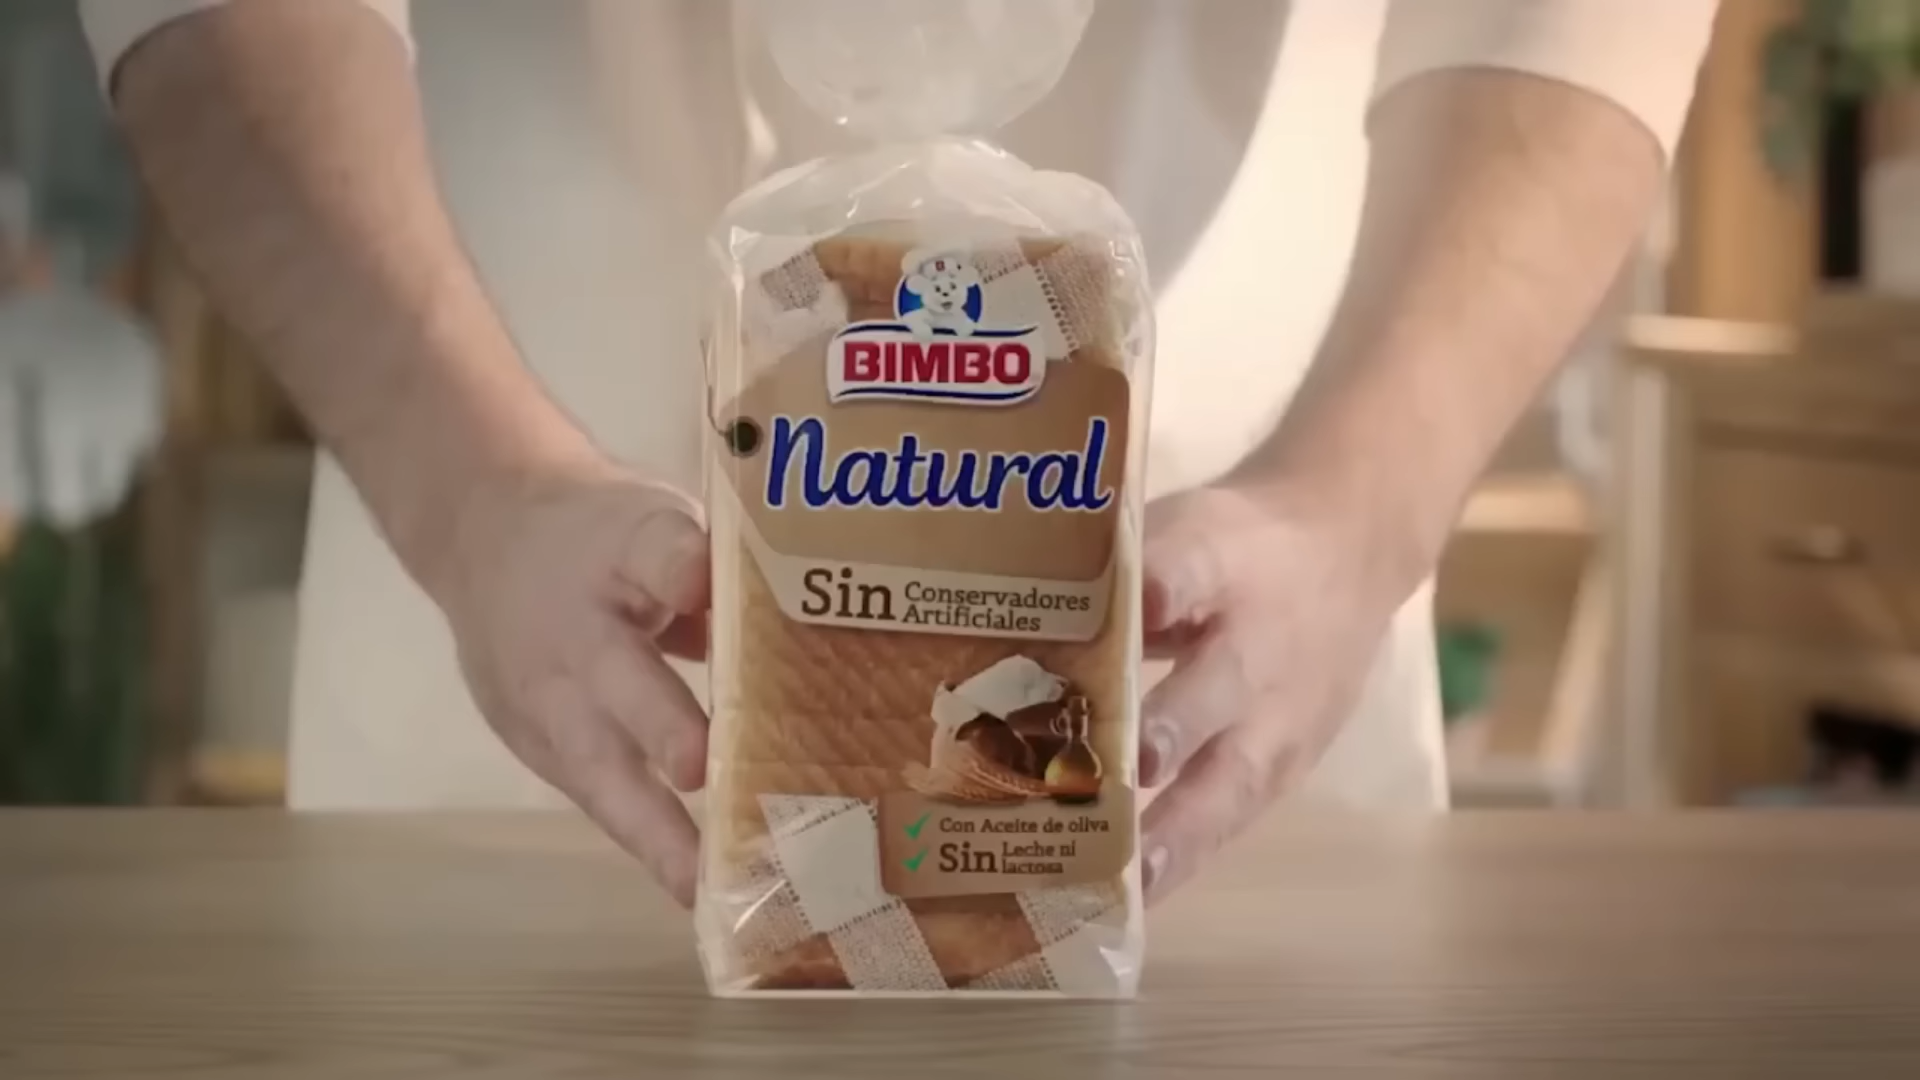 BIMBO
Natural
Sin Conservadores
Artificiales
Con Aceite de oliva
Sin Leche ni
lactosa